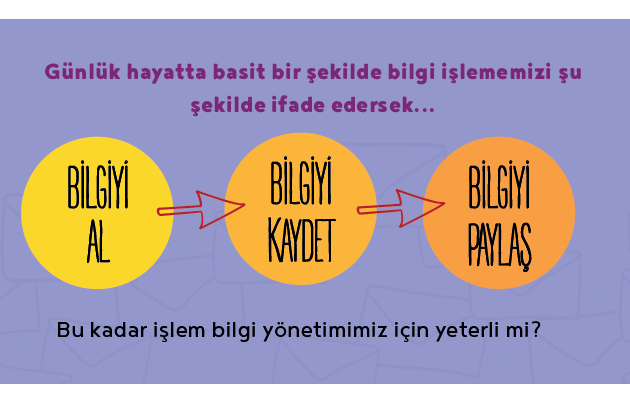 Günlük hayatta basit bir şekilde bilgi işlememizi şu
şekilde ifade edersek...
BİLGİYİ
AL
BİLGİYİ
KAYDET
BİLGİYİ
PAYLAŞ
Bu kadar işlem bilgi yönetimimiz için yeterli mi?